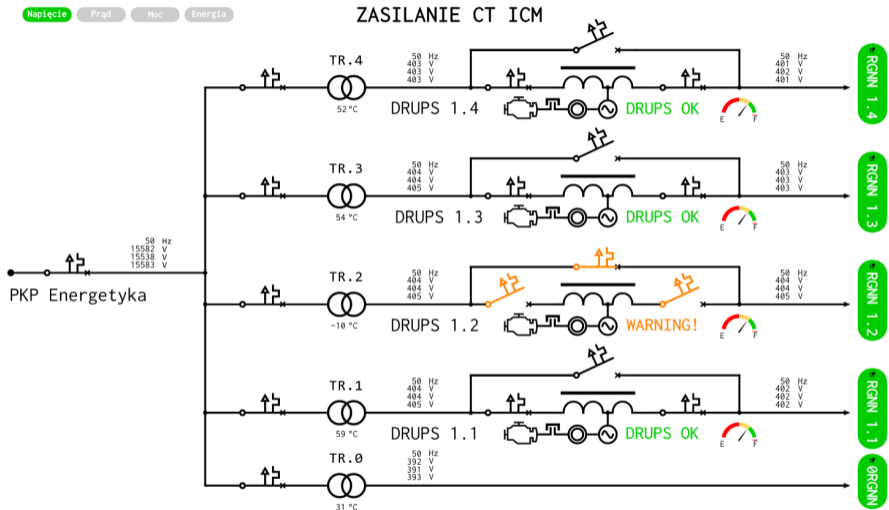 Napięcie Prąd Moc Energia
ZASILANIE CT ICM
TR.4
50 Hz
403 V
403 V
403 V
52 °C
DRUPS 1.4
DRUPS OK
E F
50 Hz
401 V
402 V
401 V
RGNN 1.4
TR.3
50 Hz
404 V
404 V
405 V
54 °C
DRUPS 1.3
DRUPS OK
E F
50 Hz
403 V
403 V
403 V
RGNN 1.3
50 Hz
15582 V
15538 V
15583 V
PKP Energetyka
TR.2
50 Hz
404 V
404 V
405 V
-10 °C
DRUPS 1.2
WARNING!
E F
50 Hz
404 V
404 V
405 V
RGNN 1.2
TR.1
50 Hz
404 V
404 V
405 V
59 °C
DRUPS 1.1
DRUPS OK
E F
50 Hz
402 V
402 V
402 V
RGNN 1.1
TR.0
50 Hz
392 V
391 V
393 V
31 °C
0RGNN